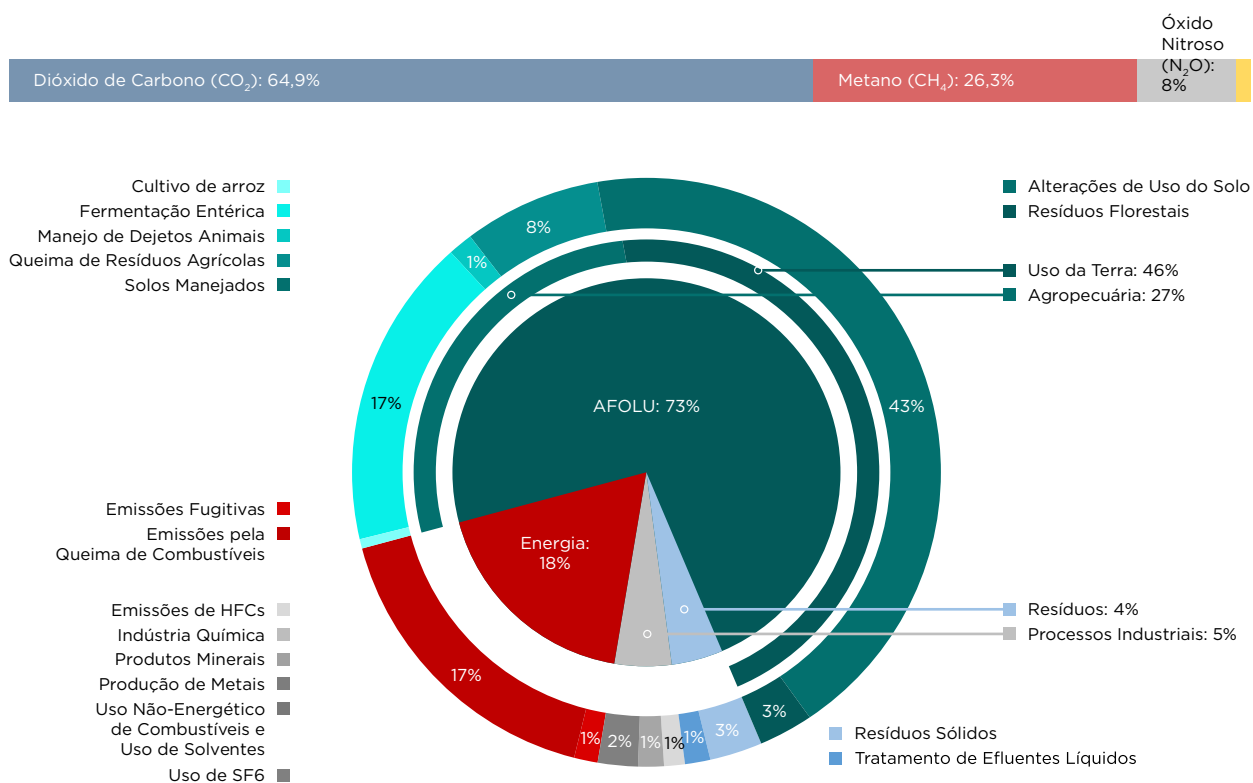 Óxido
Nitroso
(N₂O):
8%
Dióxido de Carbono (CO₂): 64,9%
Metano (CH₄): 26,3%
Cultivo de arroz
Fermentação Entérica
Manejo de Dejetos Animais
Queima de Resíduos Agrícolas
Solos Manejados
Alterações de Uso do Solo
Resíduos Florestais
Uso da Terra: 46%
Agropecuária: 27%
8%
1%
17%
43%
AFOLU: 73%
Emissões Fugitivas
Emissões pela
Queima de Combustíveis
Energia:
18%
Emissões de HFCs
Indústria Química
Produtos Minerais
Produção de Metais
Uso Não-Energético
de Combustíveis e
Uso de Solventes
Uso de SF6
Resíduos: 4%
Processos Industriais: 5%
17%
1%
2%
1%
1%
1%
3%
3%
Resíduos Sólidos
Tratamento de Efluentes Líquidos